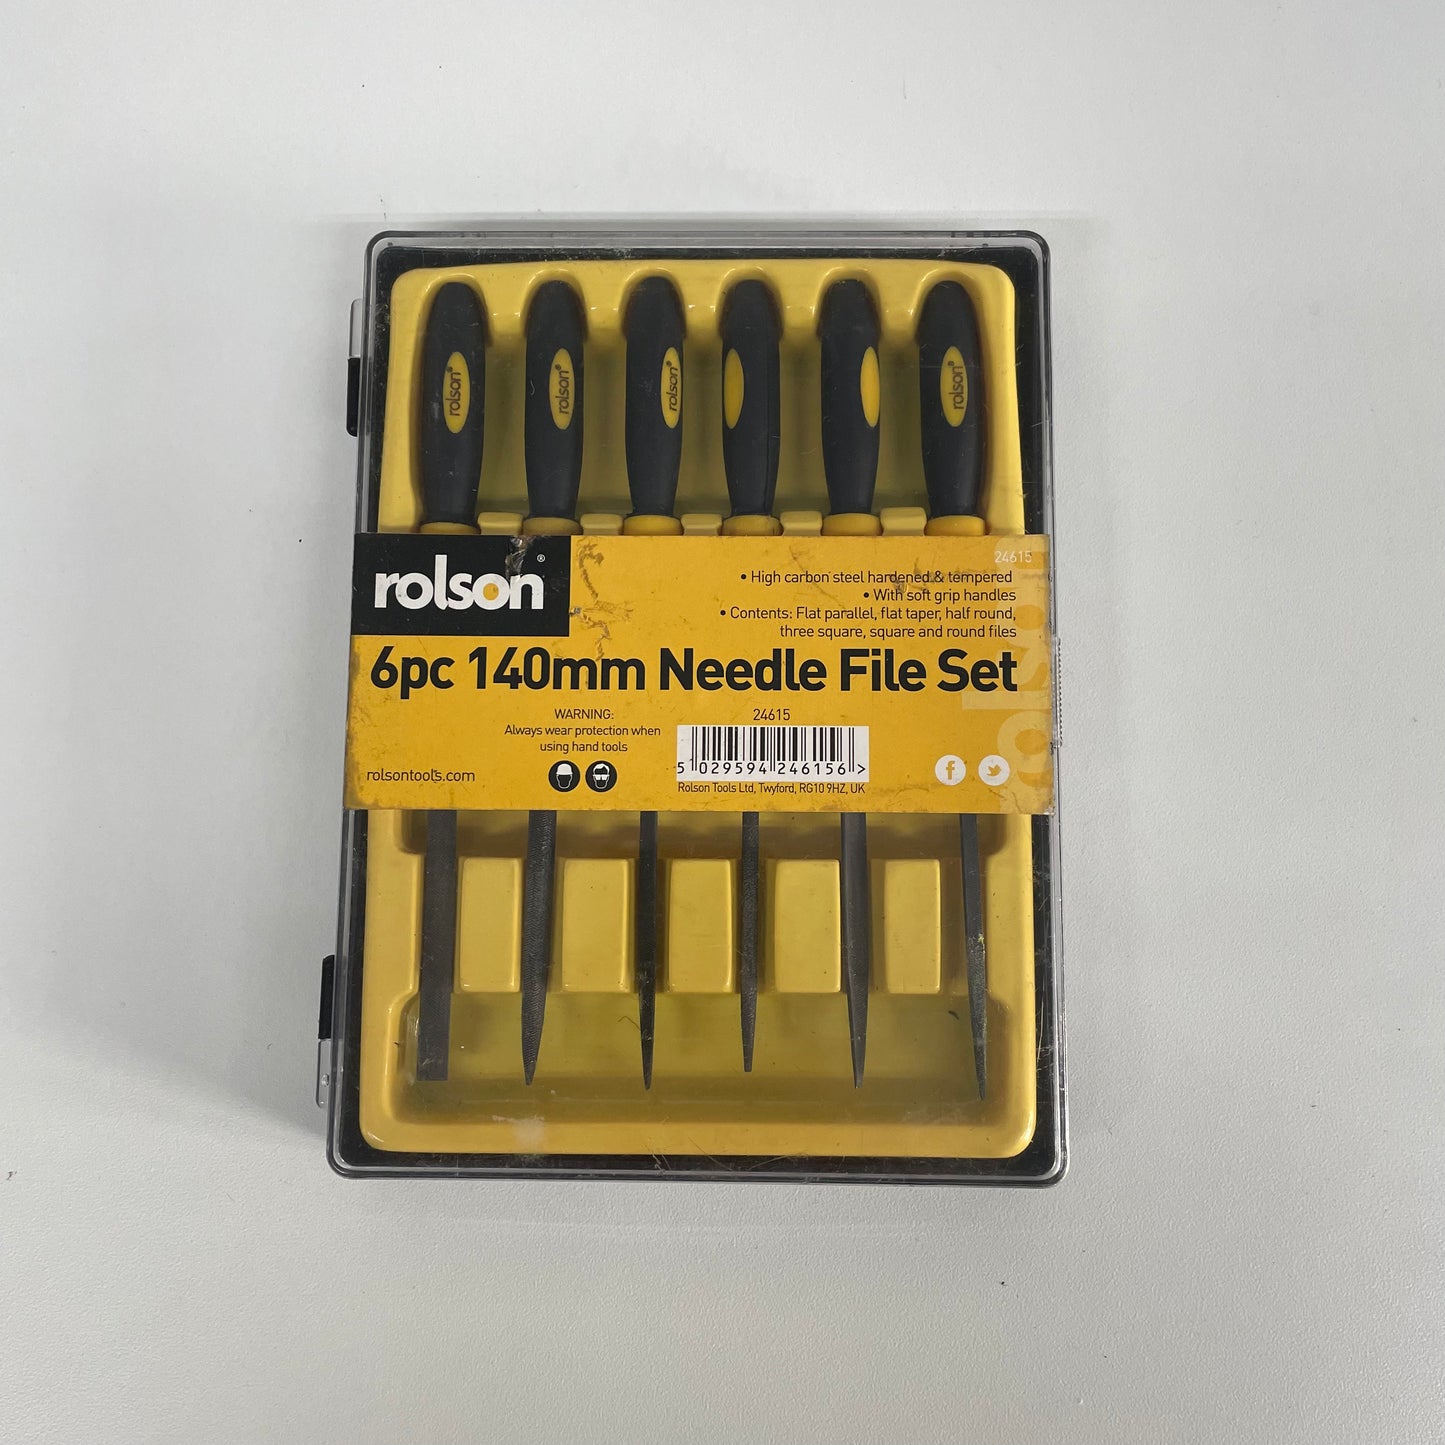 rolson®
rolson®
rolson®
rolson®
rolson®
24615
• High carbon steel hardened & tempered
• With soft grip handles
• Contents: Flat parallel, flat taper, half round,
three square, square and round files
6pc 140mm Needle File Set
WARNING:
Always wear protection when
using hand tools
24615
5 029594 246156 >
Rolson Tools Ltd, Twyford, RG10 9HZ, UK
rolsontools.com
f
rolson